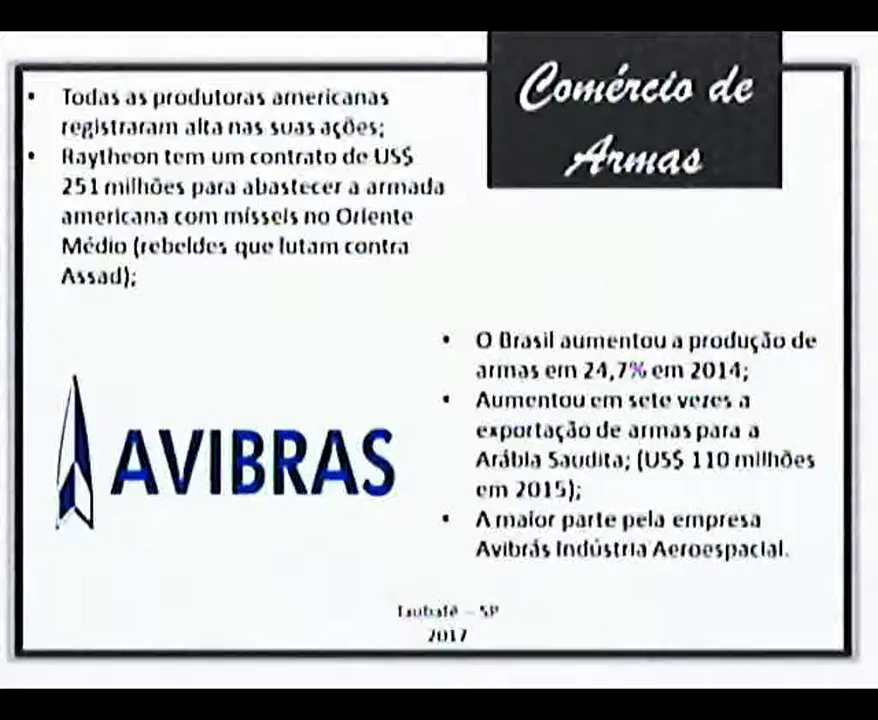 Comércio de
Armas
• Todas as produtoras americanas
registraram alta nas suas ações;
• Raytheon tem um contrato de US$
251 milhões para abastecer a armada
americana com mísseis no Oriente
Médio (rebeldes que lutam contra
Assad);
AVIBRAS
• O Brasil aumentou a produção de
armas em 24,7% em 2014;
• Aumentou em sete vezes a
exportação de armas para a
Arábia Saudita; (US$ 110 milhões
em 2015);
• A maior parte pela empresa
Avibrás Indústria Aeroespacial.
Taubaté – SP
2017